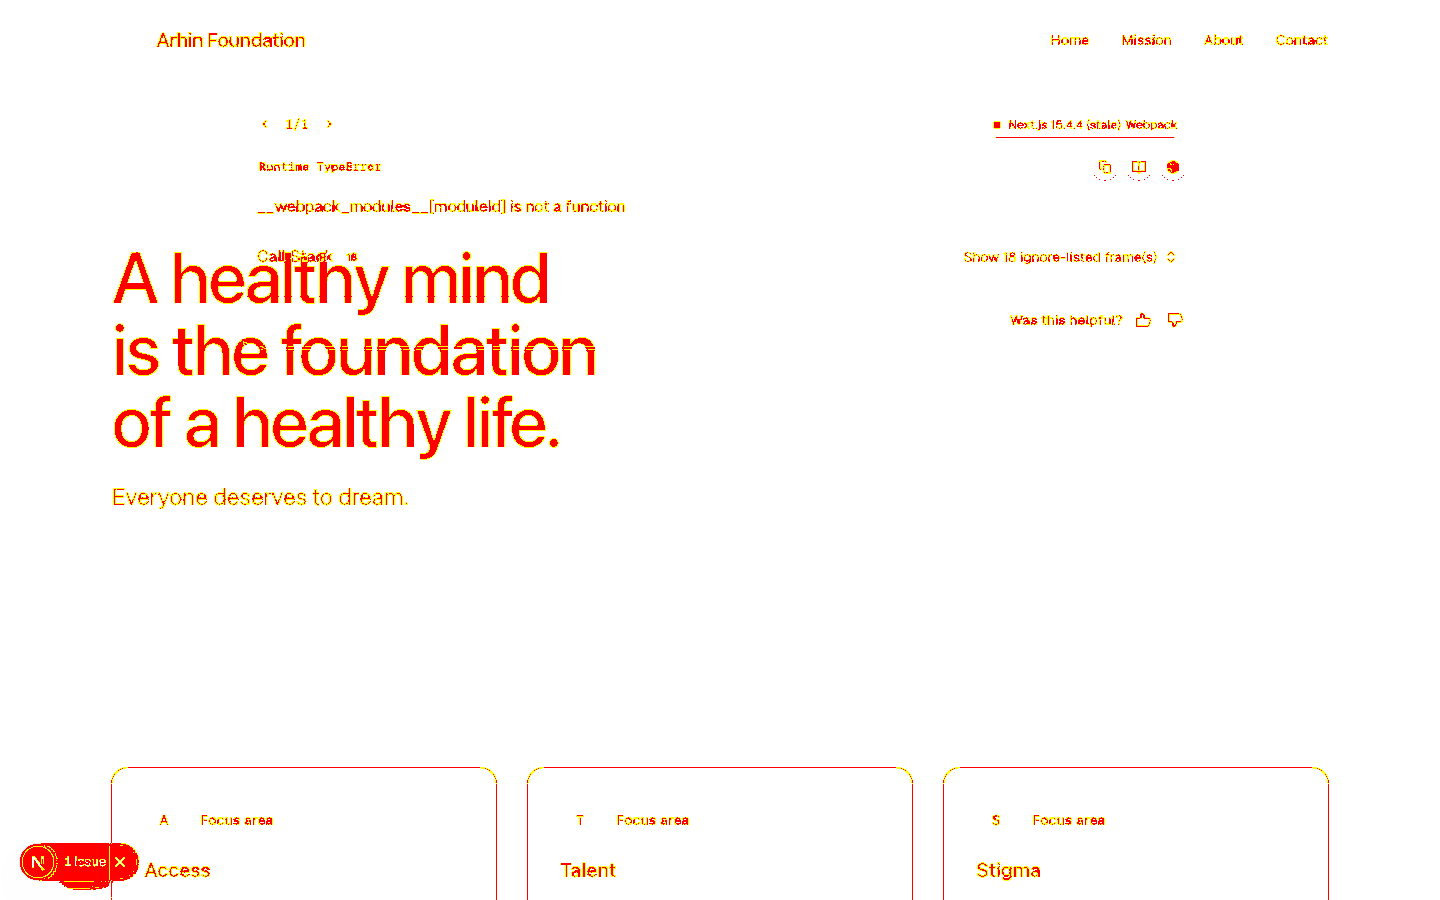 Arhin Foundation
Home Mission About Contact
1/1
Next.js 15.4.4 (stale) Webpack
Runtime TypeError
__webpack_modules__[moduleId] is not a function
Call Stack
Show 18 ignore-listed frame(s)
A healthy mind
is the foundation
of a healthy life.
Was this helpful?
Everyone deserves to dream.
A Focus area
Access
T Focus area
Talent
S Focus area
Stigma
N 1 Issue